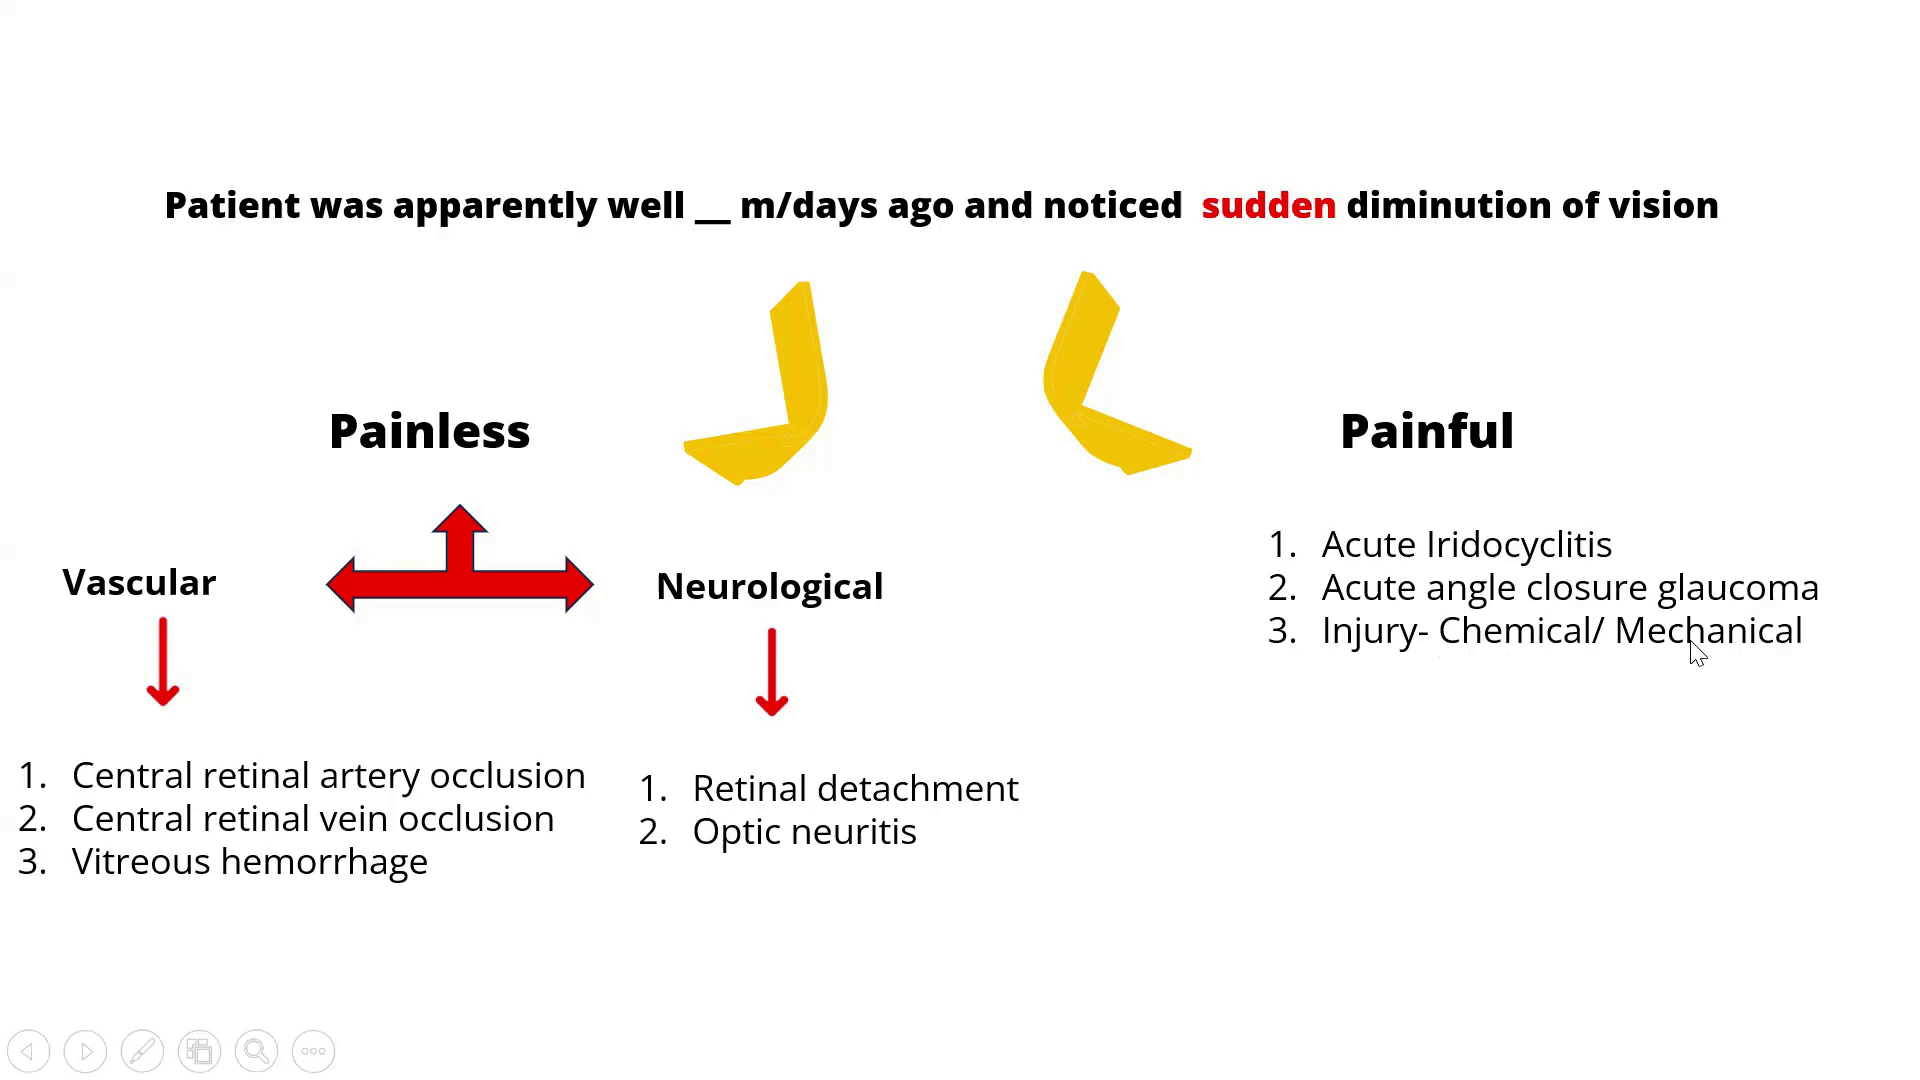 Patient was apparently well __ m/days ago and noticed sudden diminution of vision
Painless
Painful
Vascular
Neurological
1. Acute Iridocyclitis
2. Acute angle closure glaucoma
3. Injury- Chemical/ Mechanical
1. Central retinal artery occlusion
2. Central retinal vein occlusion
3. Vitreous hemorrhage
1. Retinal detachment
2. Optic neuritis